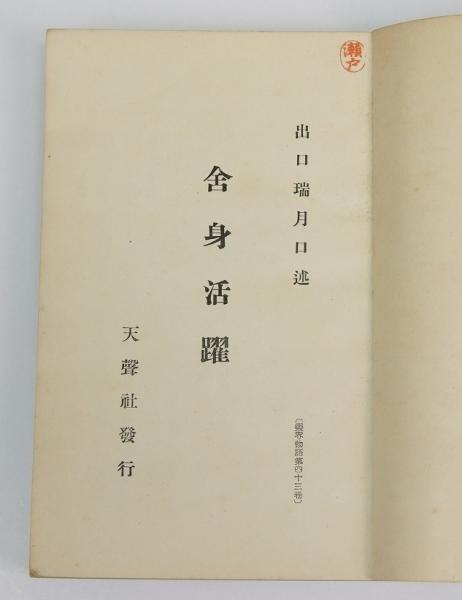 瀬戸
出口瑞月口述
(靈界物語第四十三卷)
舍身活躍
天聲社發行